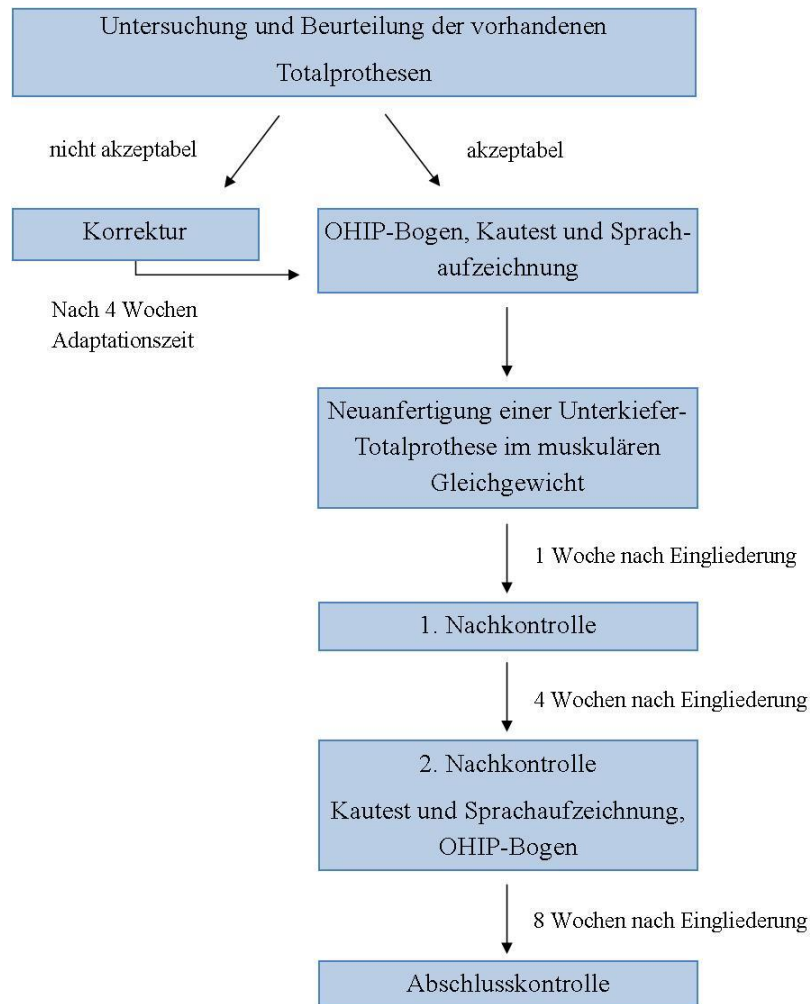 Untersuchung und Beurteilung der vorhandenen
Totalprothesen
nicht akzeptabel
akzeptabel
Korrektur
OHIP-Bogen, Kautest und Sprach-
aufzeichnung
Nach 4 Wochen
Adaptationszeit
Neuanfertigung einer Unterkiefer-
Totalprothese im muskulären
Gleichgewicht
1 Woche nach Eingliederung
1. Nachkontrolle
4 Wochen nach Eingliederung
2. Nachkontrolle
Kautest und Sprachaufzeichnung,
OHIP-Bogen
8 Wochen nach Eingliederung
Abschlusskontrolle